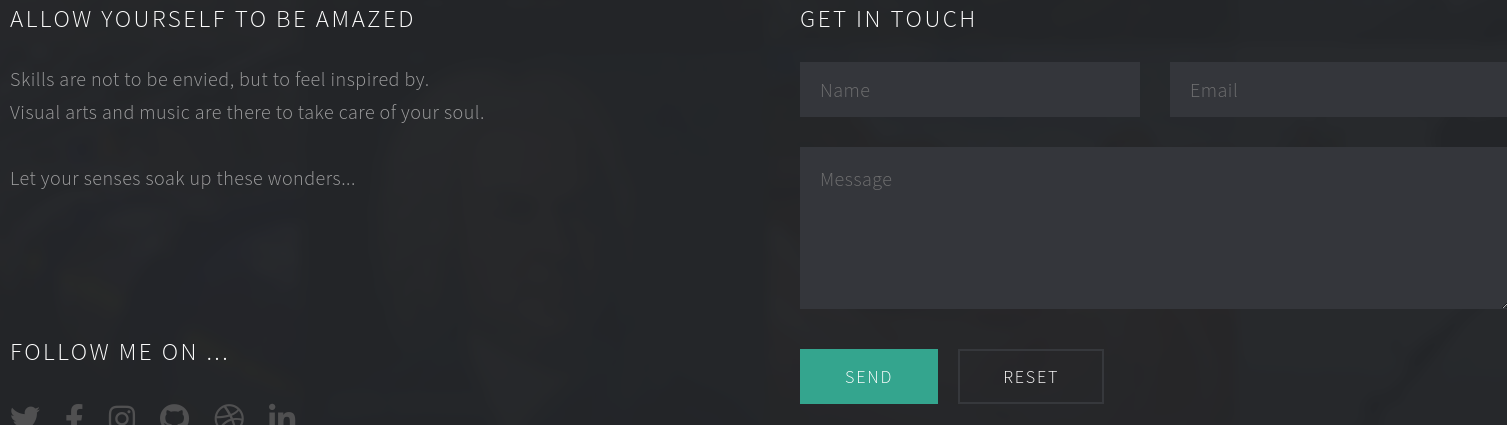 ALLOW YOURSELF TO BE AMAZED
Skills are not to be envied, but to feel inspired by.
Visual arts and music are there to take care of your soul.
Let your senses soak up these wonders...
FOLLOW ME ON ...
GET IN TOUCH
Name
Email
Message
SEND
RESET